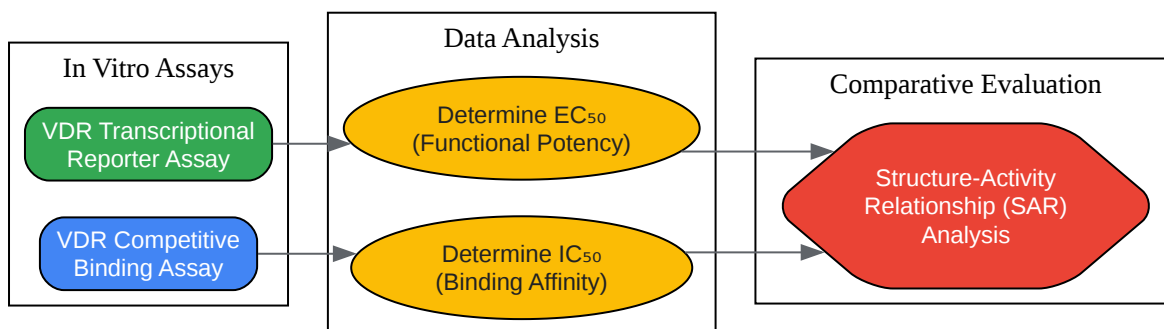 In Vitro Assays
VDR Transcriptional
Reporter Assay
VDR Competitive
Binding Assay
Data Analysis
Determine EC₅₀
(Functional Potency)
Determine IC₅₀
(Binding Affinity)
Comparative Evaluation
Structure-Activity
Relationship (SAR)
Analysis